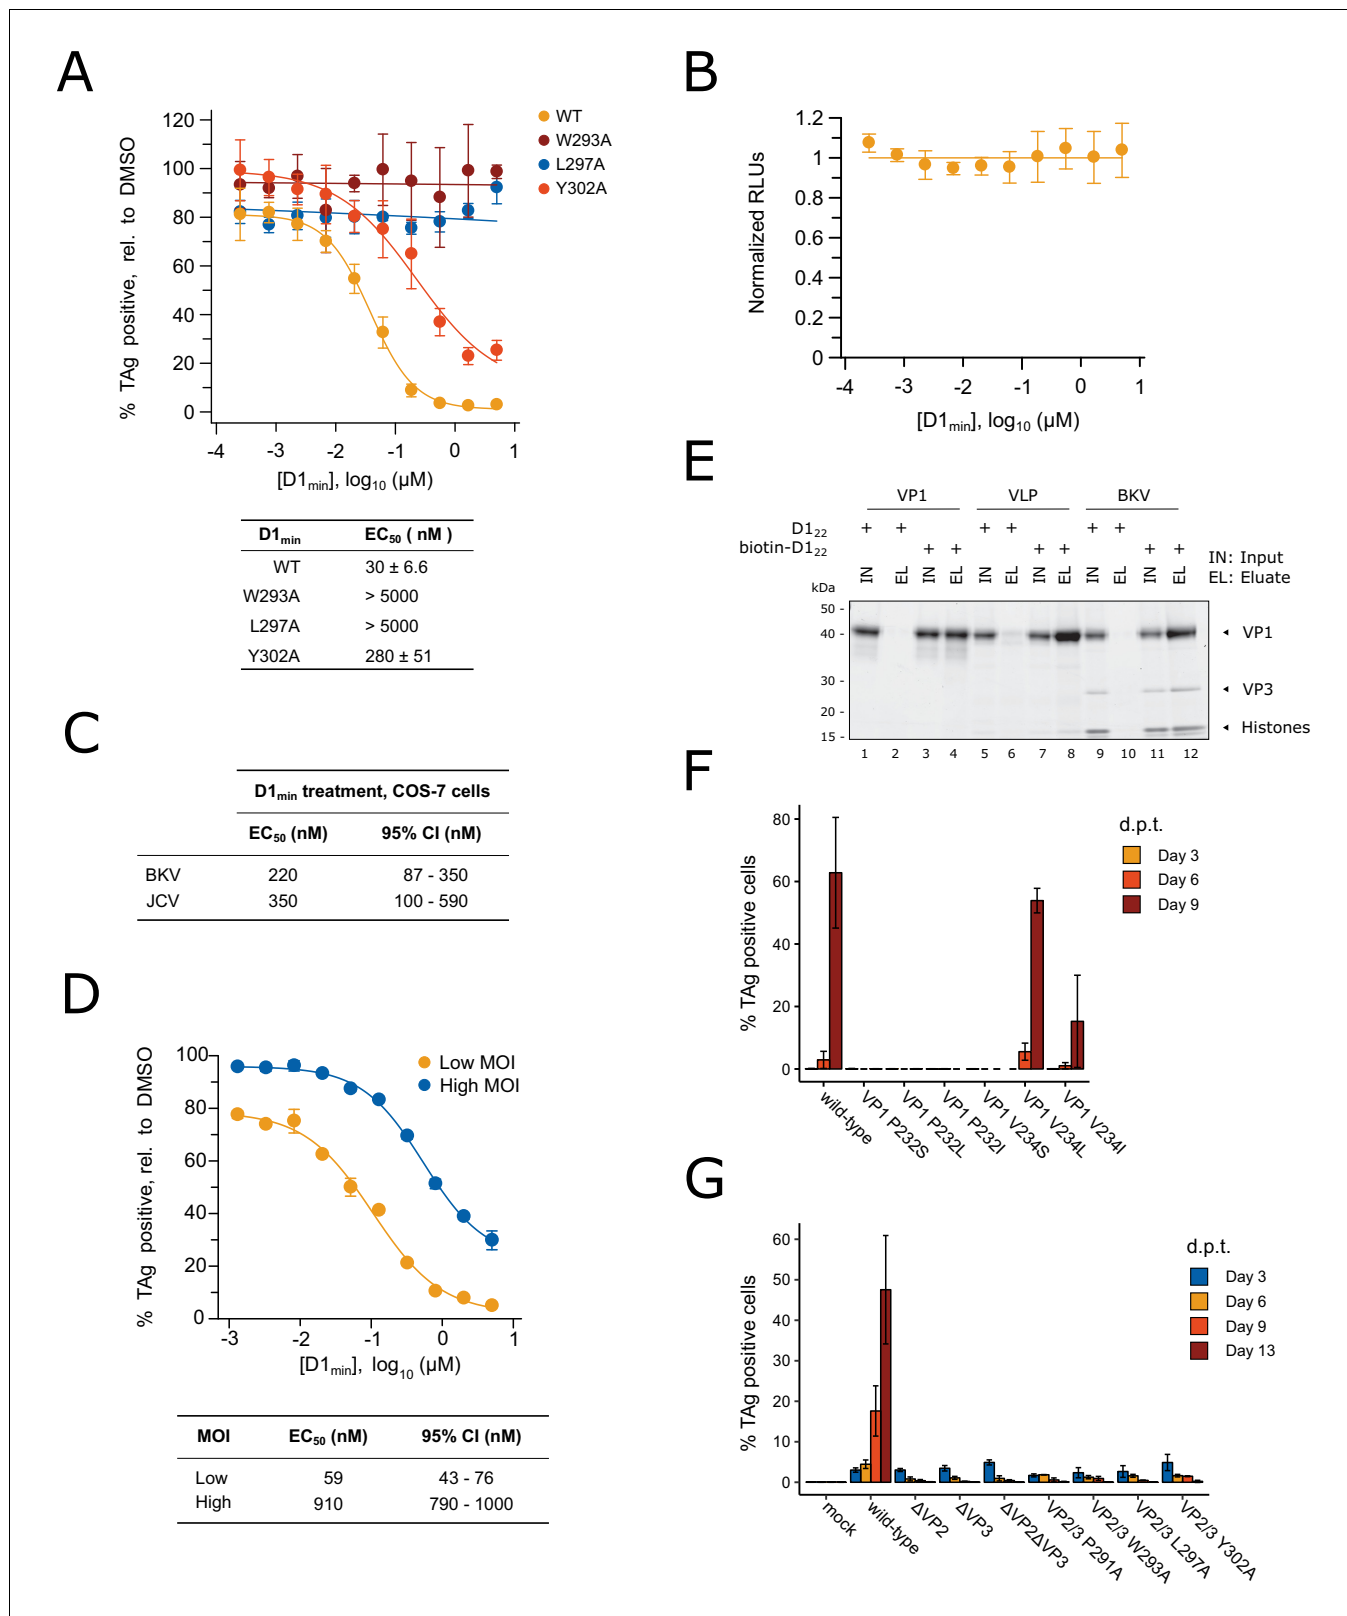 A
120
100
80
60
40
20
0
% TAg positive, rel. to DMSO
-4 -3 -2 -1 0 1
[D1min], log10 (µM)
WT
W293A
L297A
Y302A
D1min EC50 ( nM )
WT 30 ± 6.6
W293A > 5000
L297A > 5000
Y302A 280 ± 51
B
1.2
1
0.8
0.6
0.4
0.2
0
Normalized RLUs
-4 -3 -2 -1 0 1
[D1min], log10 (µM)
C
D1min treatment, COS-7 cells
EC50 (nM) 95% CI (nM)
BKV 220 87 - 350
JCV 350 100 - 590
D
100
80
60
40
20
0
% TAg positive, rel. to DMSO
-3 -2 -1 0 1
[D1min], log10 (µM)
Low MOI
High MOI
MOI EC50 (nM) 95% CI (nM)
Low 59 43 - 76
High 910 790 - 1000
E
VP1 VLP BKV
D122 + + + + + +
biotin-D122 + + + + + +
IN EL IN EL IN EL IN EL IN EL IN EL
IN: Input
EL: Eluate
kDa
50 -
40 -
30 -
20 -
15 -
VP1
VP3
Histones
1 2 3 4 5 6 7 8 9 10 11 12
F
80
60
40
20
0
% TAg positive cells
d.p.t.
Day 3
Day 6
Day 9
wild-type
VP1 P232S
VP1 P232L
VP1 P232I
VP1 V234S
VP1 V234L
VP1 V234I
G
60
50
40
30
20
10
0
% TAg positive cells
d.p.t.
Day 3
Day 6
Day 9
Day 13
mock
wild-type
ΔVP2
ΔVP3
ΔVP2ΔVP3
VP2/3 P291A
VP2/3 W293A
VP2/3 L297A
VP2/3 Y302A